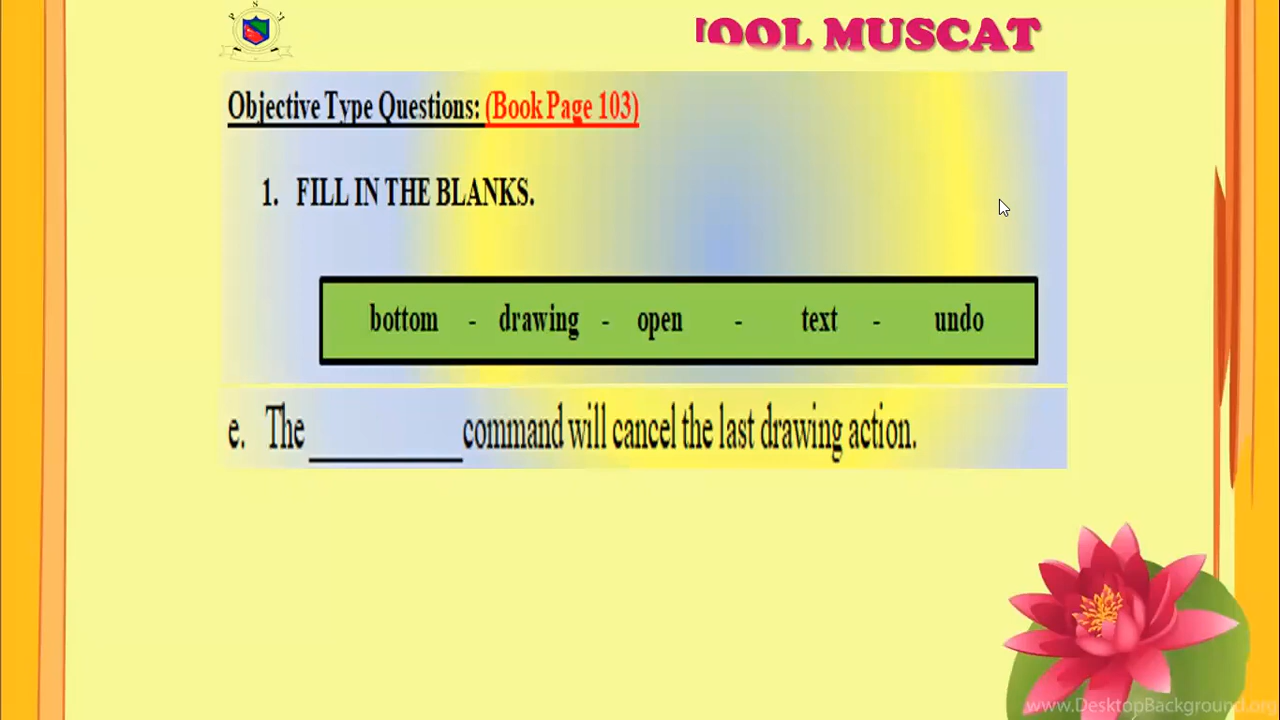 P S M
OOL MUSCAT
Objective Type Questions: (Book Page 103)
1. FILL IN THE BLANKS.
bottom - drawing - open - text - undo
e. The __________ command will cancel the last drawing action.
www.DesktopBackground.org